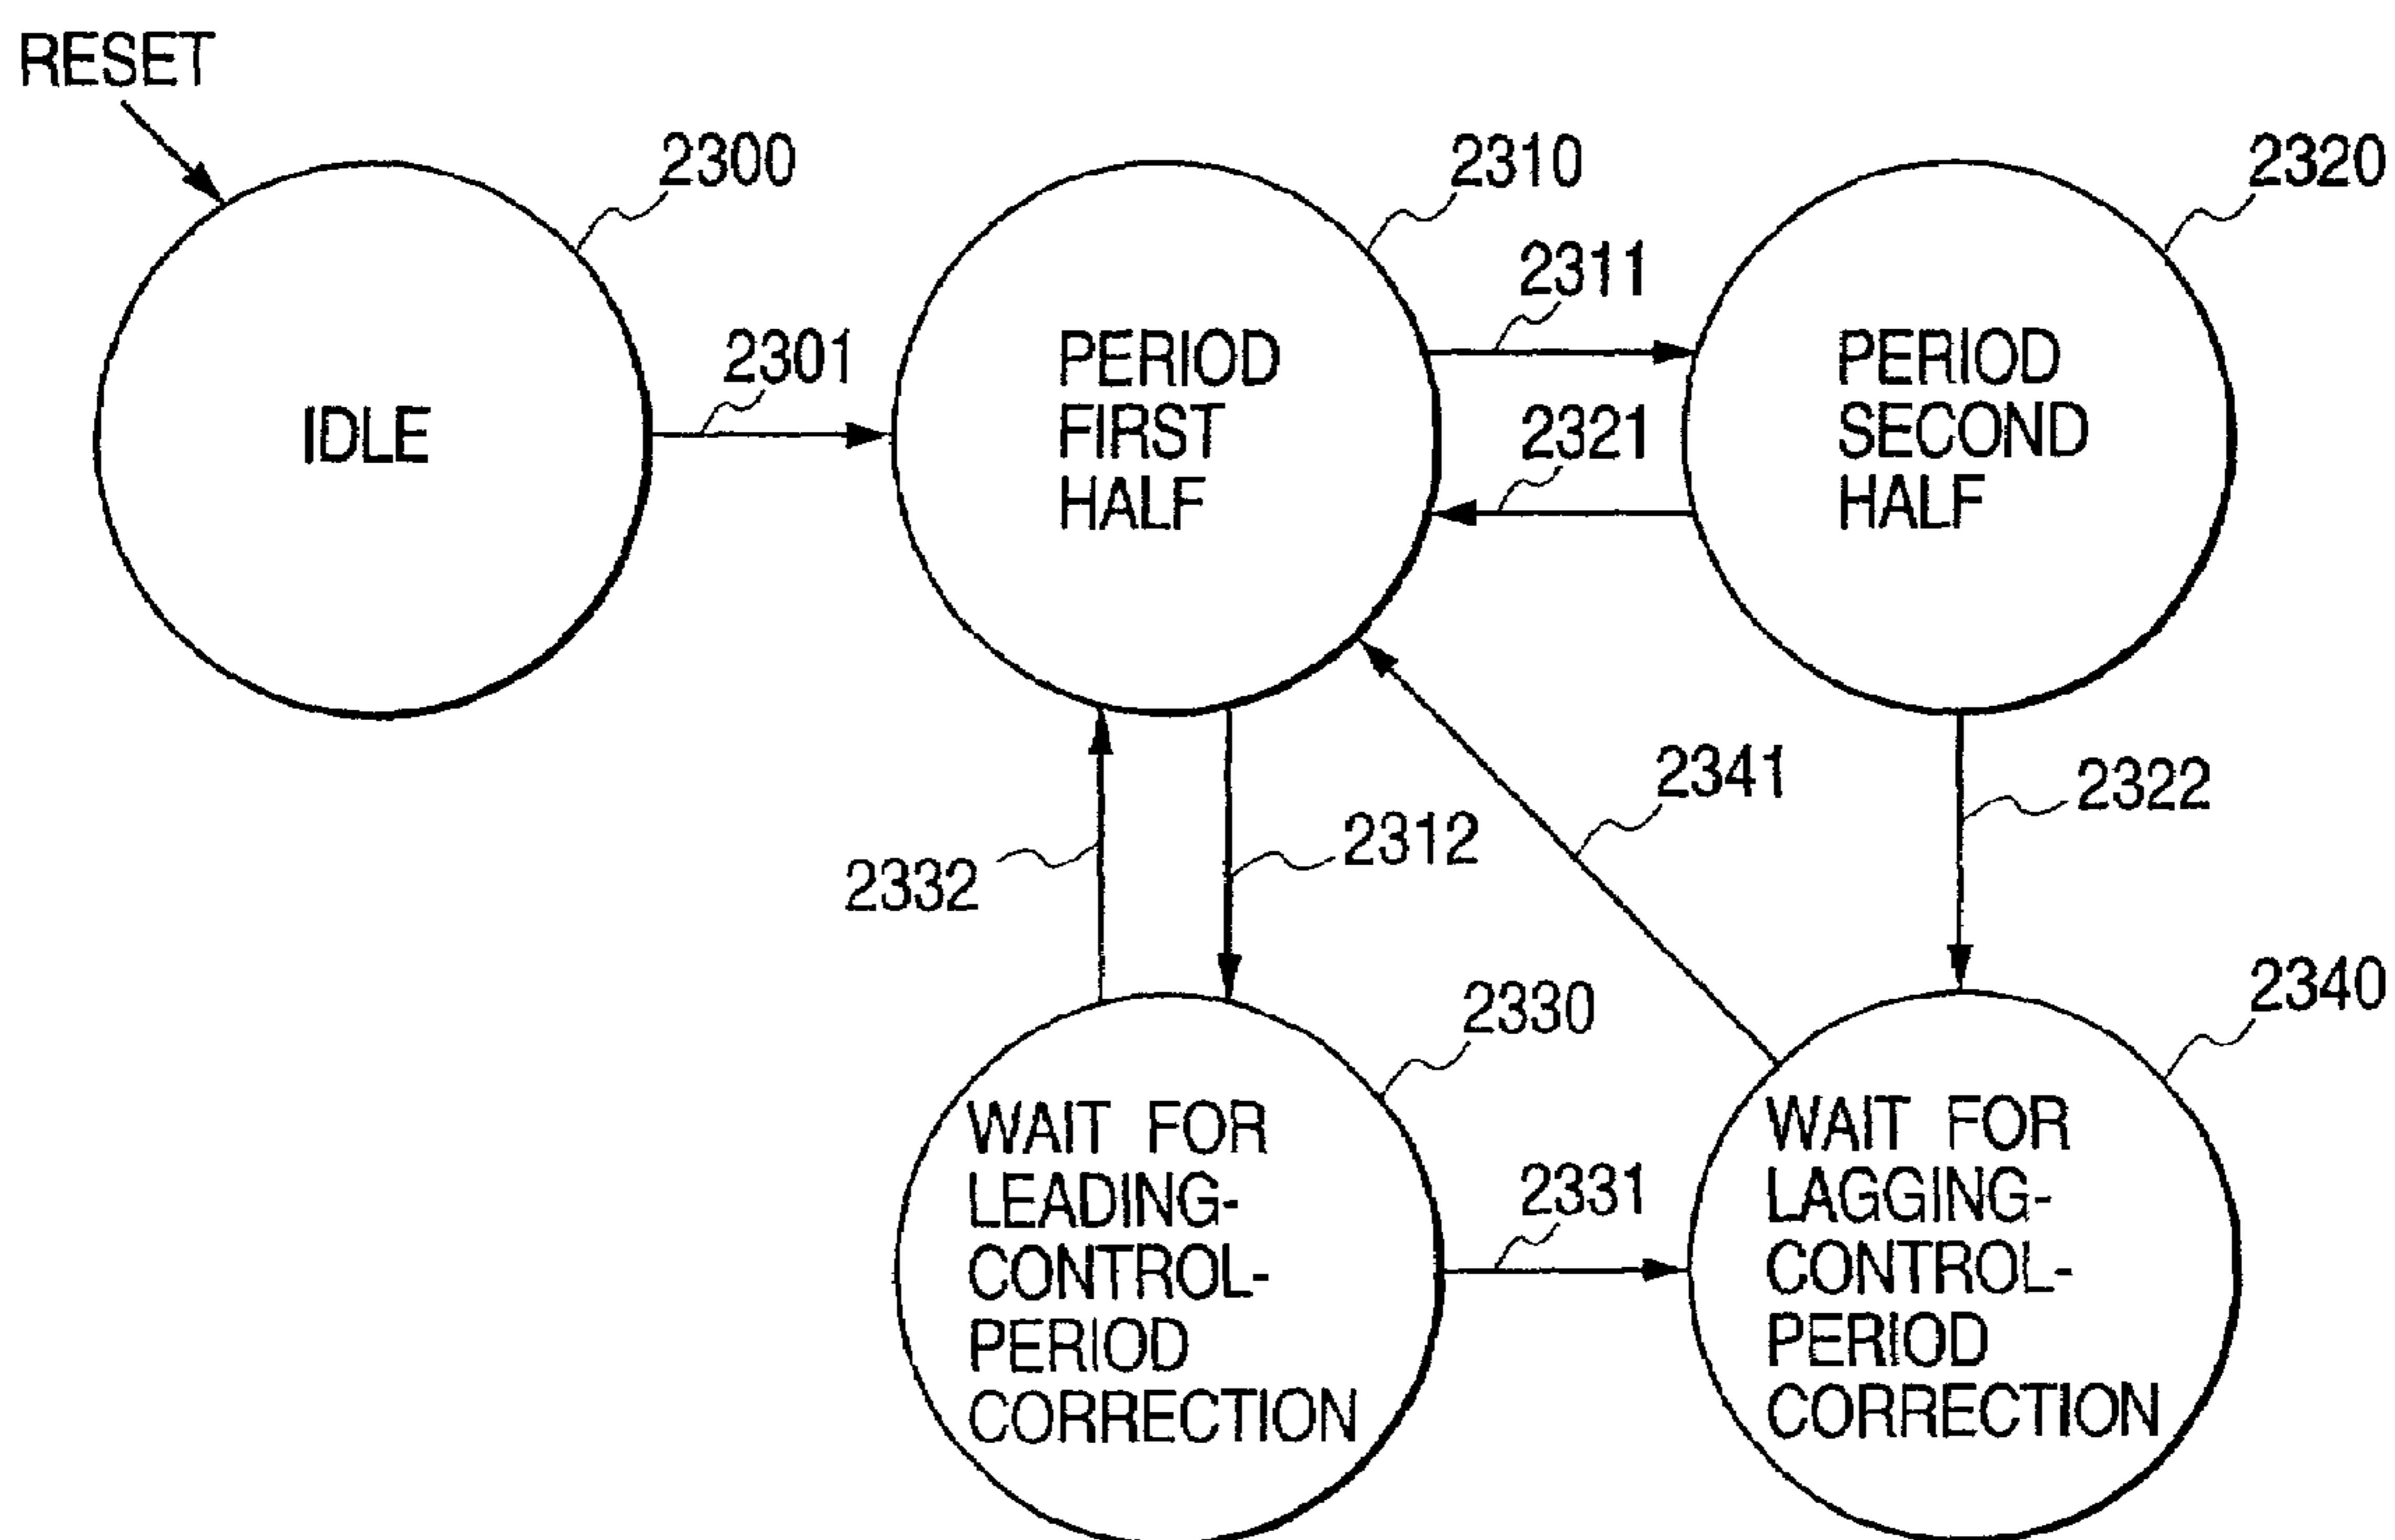 RESET
2300
2310
2320
2301
2311
2321
IDLE
PERIOD
FIRST
HALF
PERIOD
SECOND
HALF
2332
2312
2341
2322
2330
2340
2331
WAIT FOR
LEADING-
CONTROL-
PERIOD
CORRECTION
WAIT FOR
LAGGING-
CONTROL-
PERIOD
CORRECTION